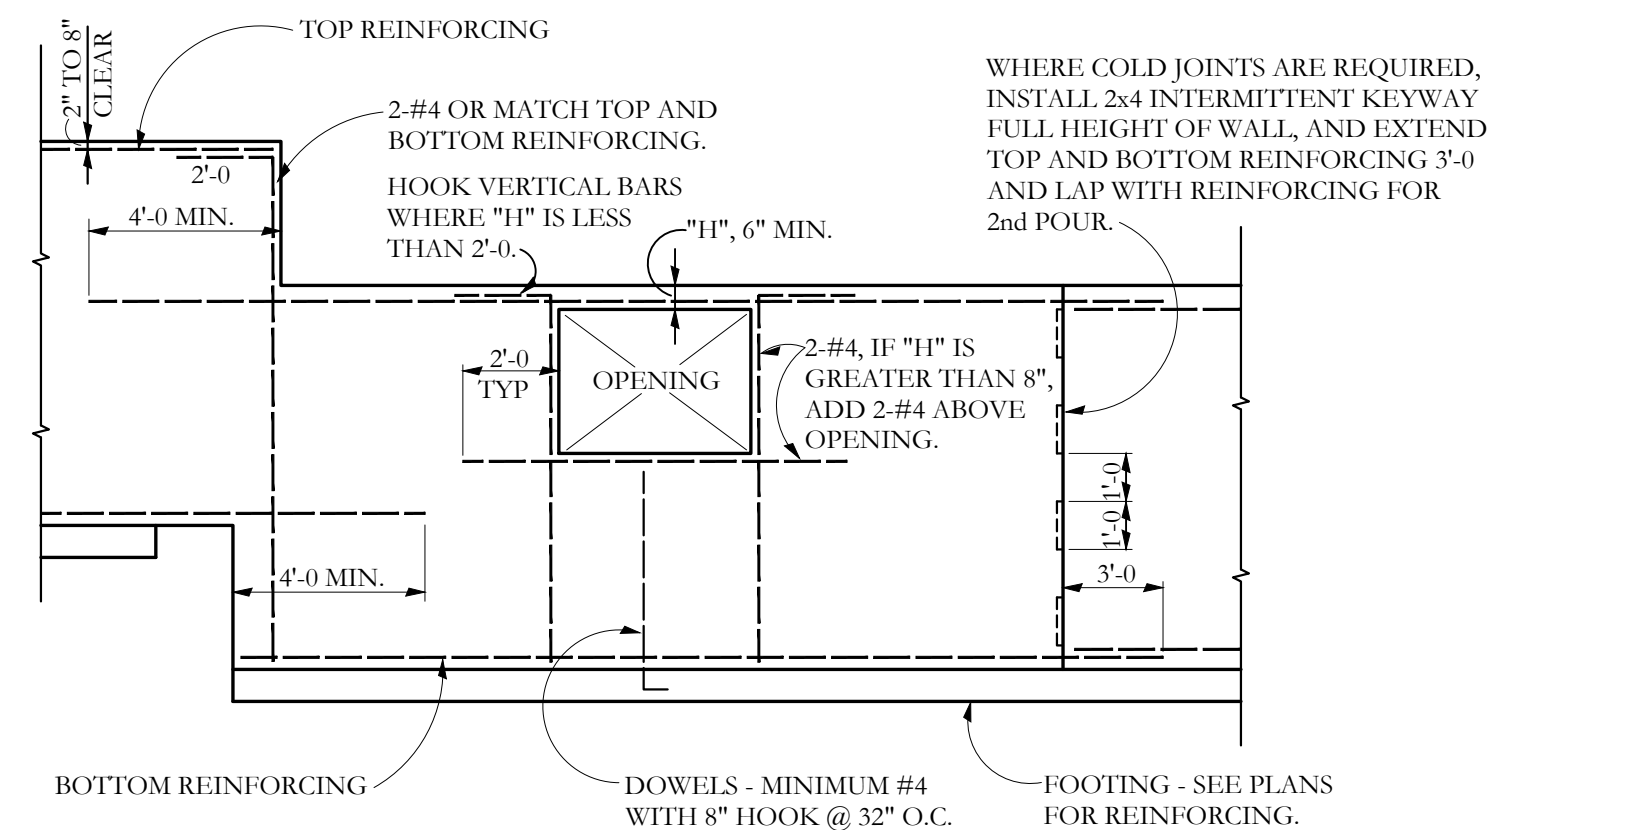 2" TO 8"
CLEAR
TOP REINFORCING
2-#4 OR MATCH TOP AND
BOTTOM REINFORCING.
2'-0
4'-0 MIN.
HOOK VERTICAL BARS
WHERE "H" IS LESS
THAN 2'-0.
"H", 6" MIN.
WHERE COLD JOINTS ARE REQUIRED,
INSTALL 2x4 INTERMITTENT KEYWAY
FULL HEIGHT OF WALL, AND EXTEND
TOP AND BOTTOM REINFORCING 3'-0
AND LAP WITH REINFORCING FOR
2nd POUR.
2'-0
TYP
OPENING
2-#4, IF "H" IS
GREATER THAN 8",
ADD 2-#4 ABOVE
OPENING.
1'-0
1'-0
3'-0
4'-0 MIN.
BOTTOM REINFORCING
DOWELS - MINIMUM #4
WITH 8" HOOK @ 32" O.C.
FOOTING - SEE PLANS
FOR REINFORCING.